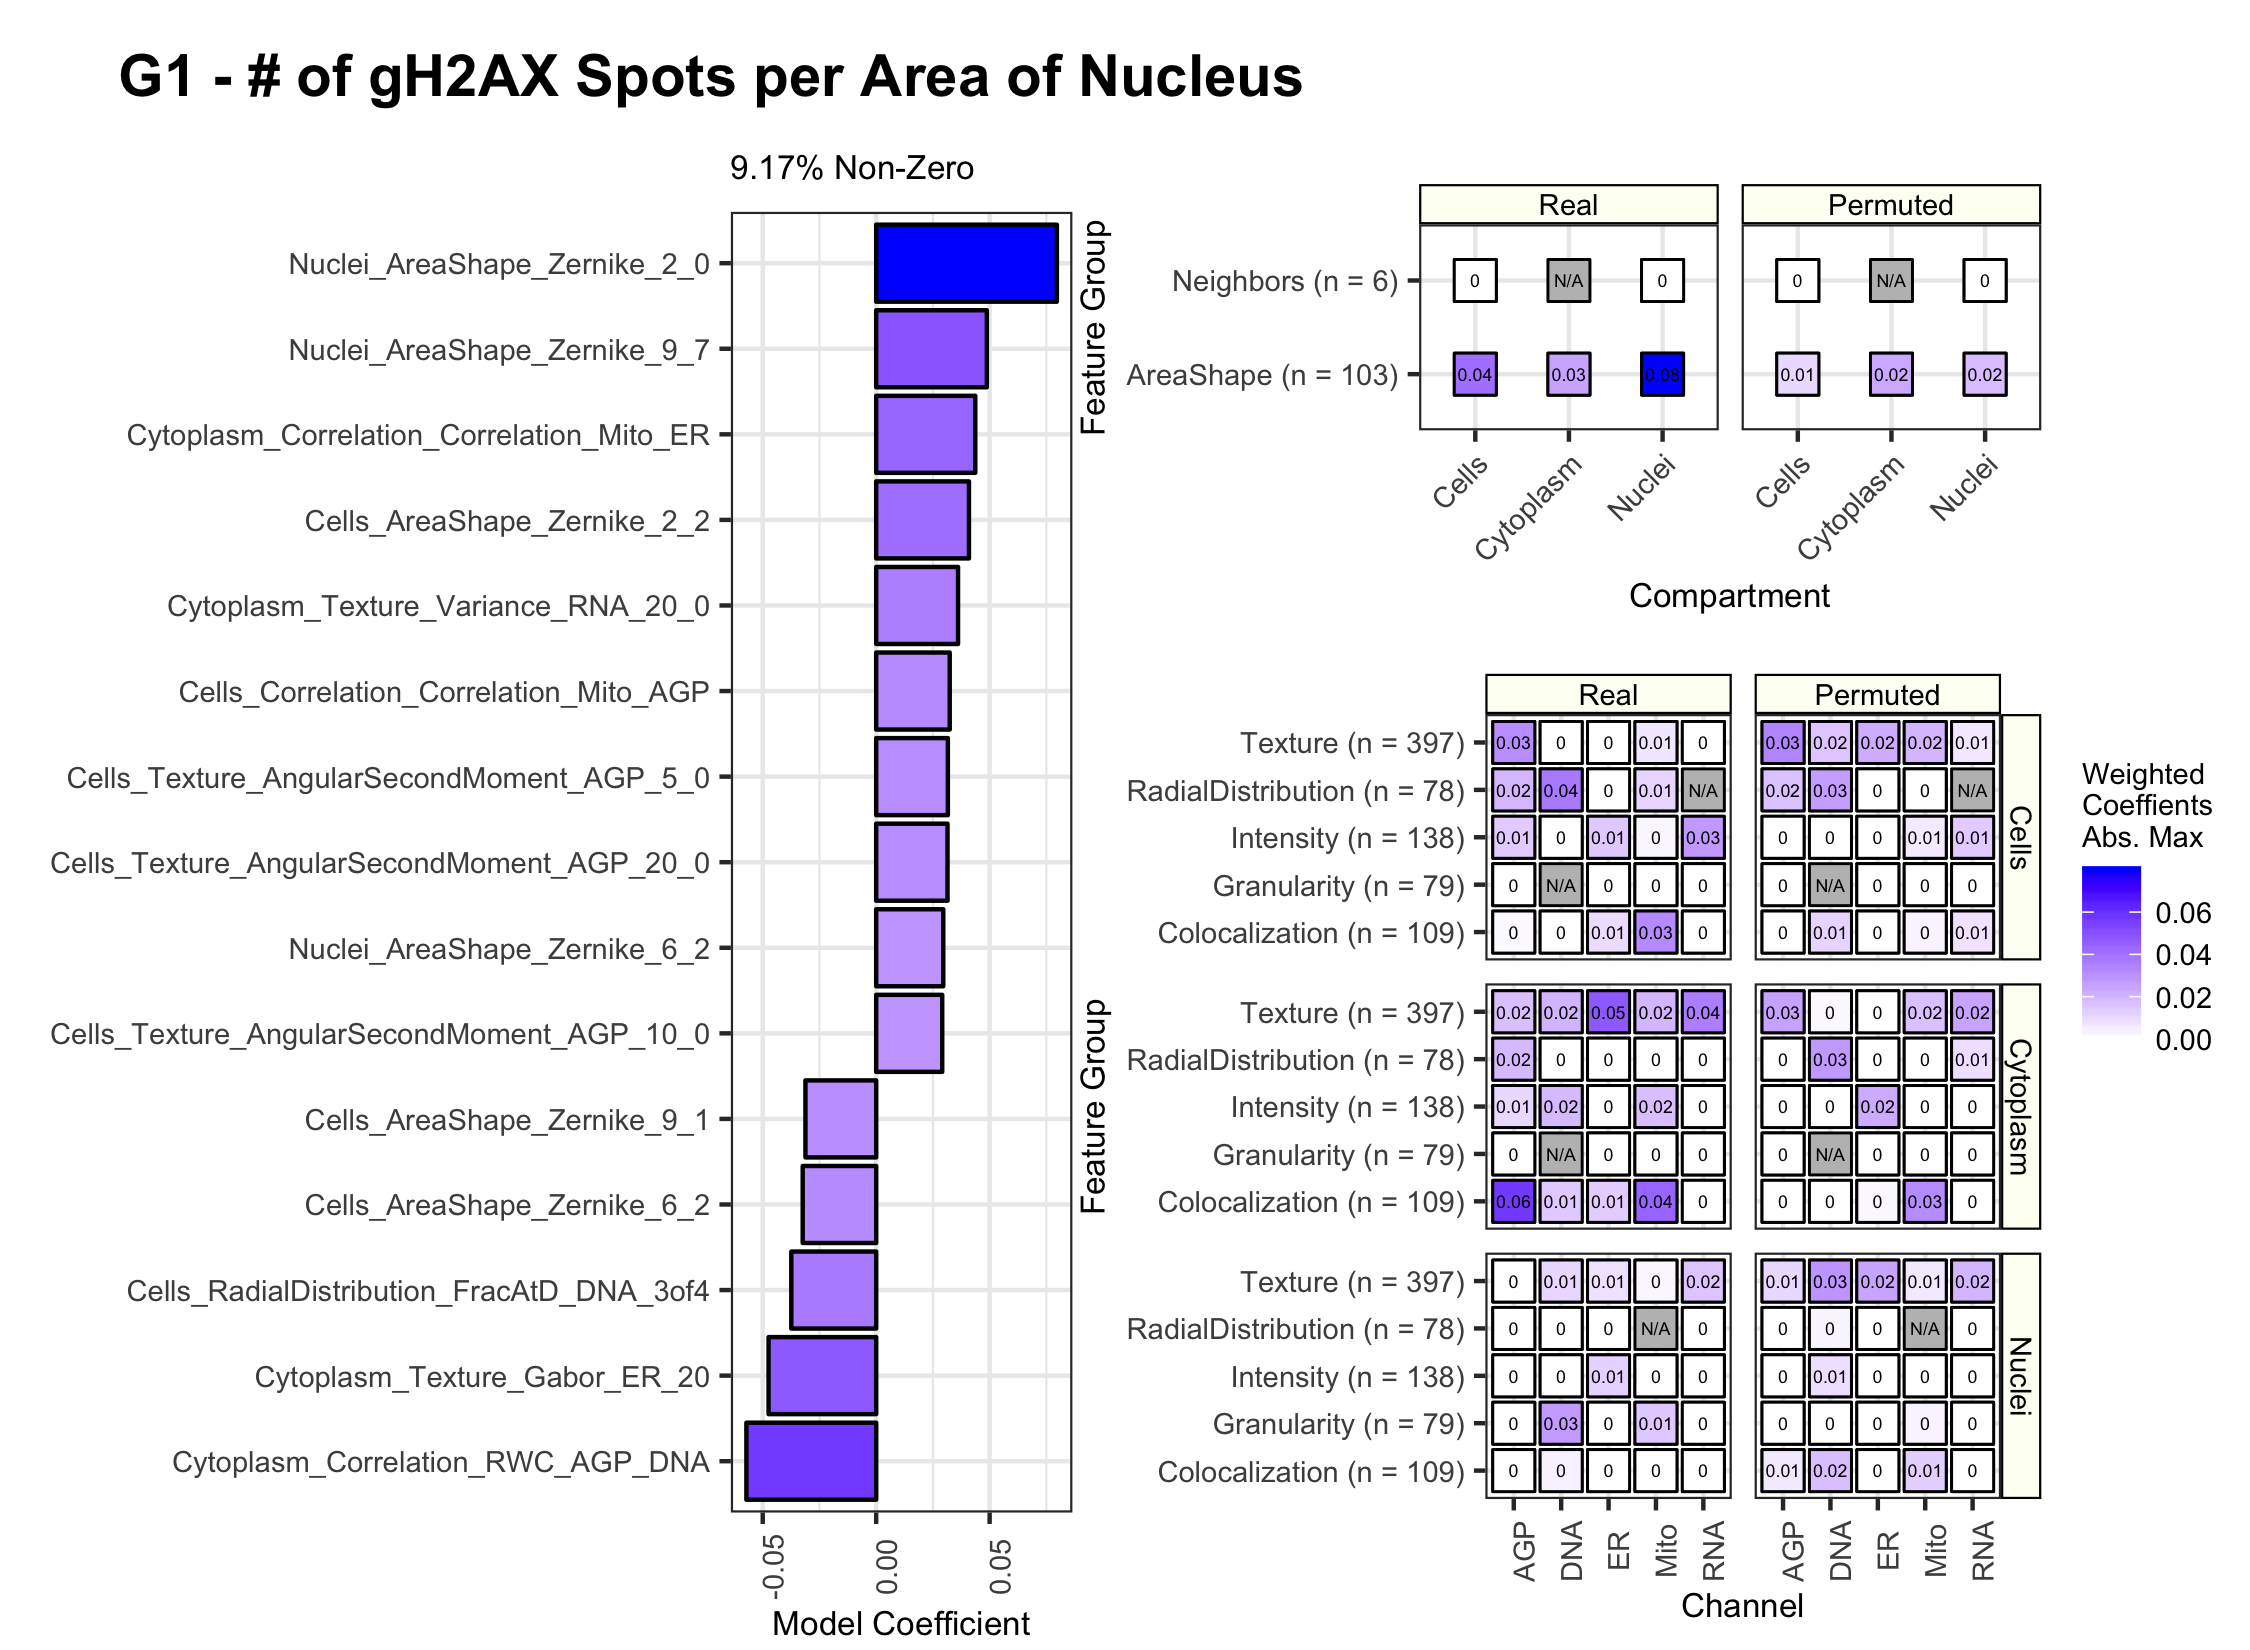 G1 - # of gH2AX Spots per Area of Nucleus
9.17% Non-Zero
Nuclei_AreaShape_Zernike_2_0
Nuclei_AreaShape_Zernike_9_7
Cytoplasm_Correlation_Correlation_Mito_ER
Cells_AreaShape_Zernike_2_2
Cytoplasm_Texture_Variance_RNA_20_0
Cells_Correlation_Correlation_Mito_AGP
Cells_Texture_AngularSecondMoment_AGP_5_0
Cells_Texture_AngularSecondMoment_AGP_20_0
Nuclei_AreaShape_Zernike_6_2
Cells_Texture_AngularSecondMoment_AGP_10_0
Cells_AreaShape_Zernike_9_1
Cells_AreaShape_Zernike_6_2
Cells_RadialDistribution_FracAtD_DNA_3of4
Cytoplasm_Texture_Gabor_ER_20
Cytoplasm_Correlation_RWC_AGP_DNA
-0.05 0.00 0.05
Model Coefficient
Feature Group
Real Permuted
Neighbors (n = 6) 0 N/A 0 0 N/A 0
AreaShape (n = 103) 0.04 0.03 0.08 0.01 0.02 0.02
Cells Cytoplasm Nuclei Cells Cytoplasm Nuclei
Compartment
Feature Group
Real Permuted
Texture (n = 397) 0.03 0 0 0.01 0 0.03 0.02 0.02 0.02 0.01
RadialDistribution (n = 78) 0.02 0.04 0 0.01 N/A 0.02 0.03 0 0 N/A
Intensity (n = 138) 0.01 0 0.01 0 0.03 0 0 0 0.01 0.01
Granularity (n = 79) 0 N/A 0 0 0 0 N/A 0 0 0
Colocalization (n = 109) 0 0 0.01 0.03 0 0 0.01 0 0 0.01
Cells
Texture (n = 397) 0.02 0.02 0.05 0.02 0.04 0.03 0 0 0.02 0.02
RadialDistribution (n = 78) 0.02 0 0 0 0 0 0.03 0 0 0.01
Intensity (n = 138) 0.01 0.02 0 0.02 0 0 0 0.02 0 0
Granularity (n = 79) 0 N/A 0 0 0 0 N/A 0 0 0
Colocalization (n = 109) 0.06 0.01 0.01 0.04 0 0 0 0 0.03 0
Cytoplasm
Texture (n = 397) 0 0.01 0.01 0 0.02 0.01 0.03 0.02 0.01 0.02
RadialDistribution (n = 78) 0 0 0 N/A 0 0 0 0 N/A 0
Intensity (n = 138) 0 0 0.01 0 0 0 0.01 0 0 0
Granularity (n = 79) 0 0.03 0 0.01 0 0 0 0 0 0
Colocalization (n = 109) 0 0 0 0 0 0.01 0.02 0 0.01 0
Nuclei
AGP DNA ER Mito RNA AGP DNA ER Mito RNA
Channel
Weighted
Coeffients
Abs. Max
0.06
0.04
0.02
0.00